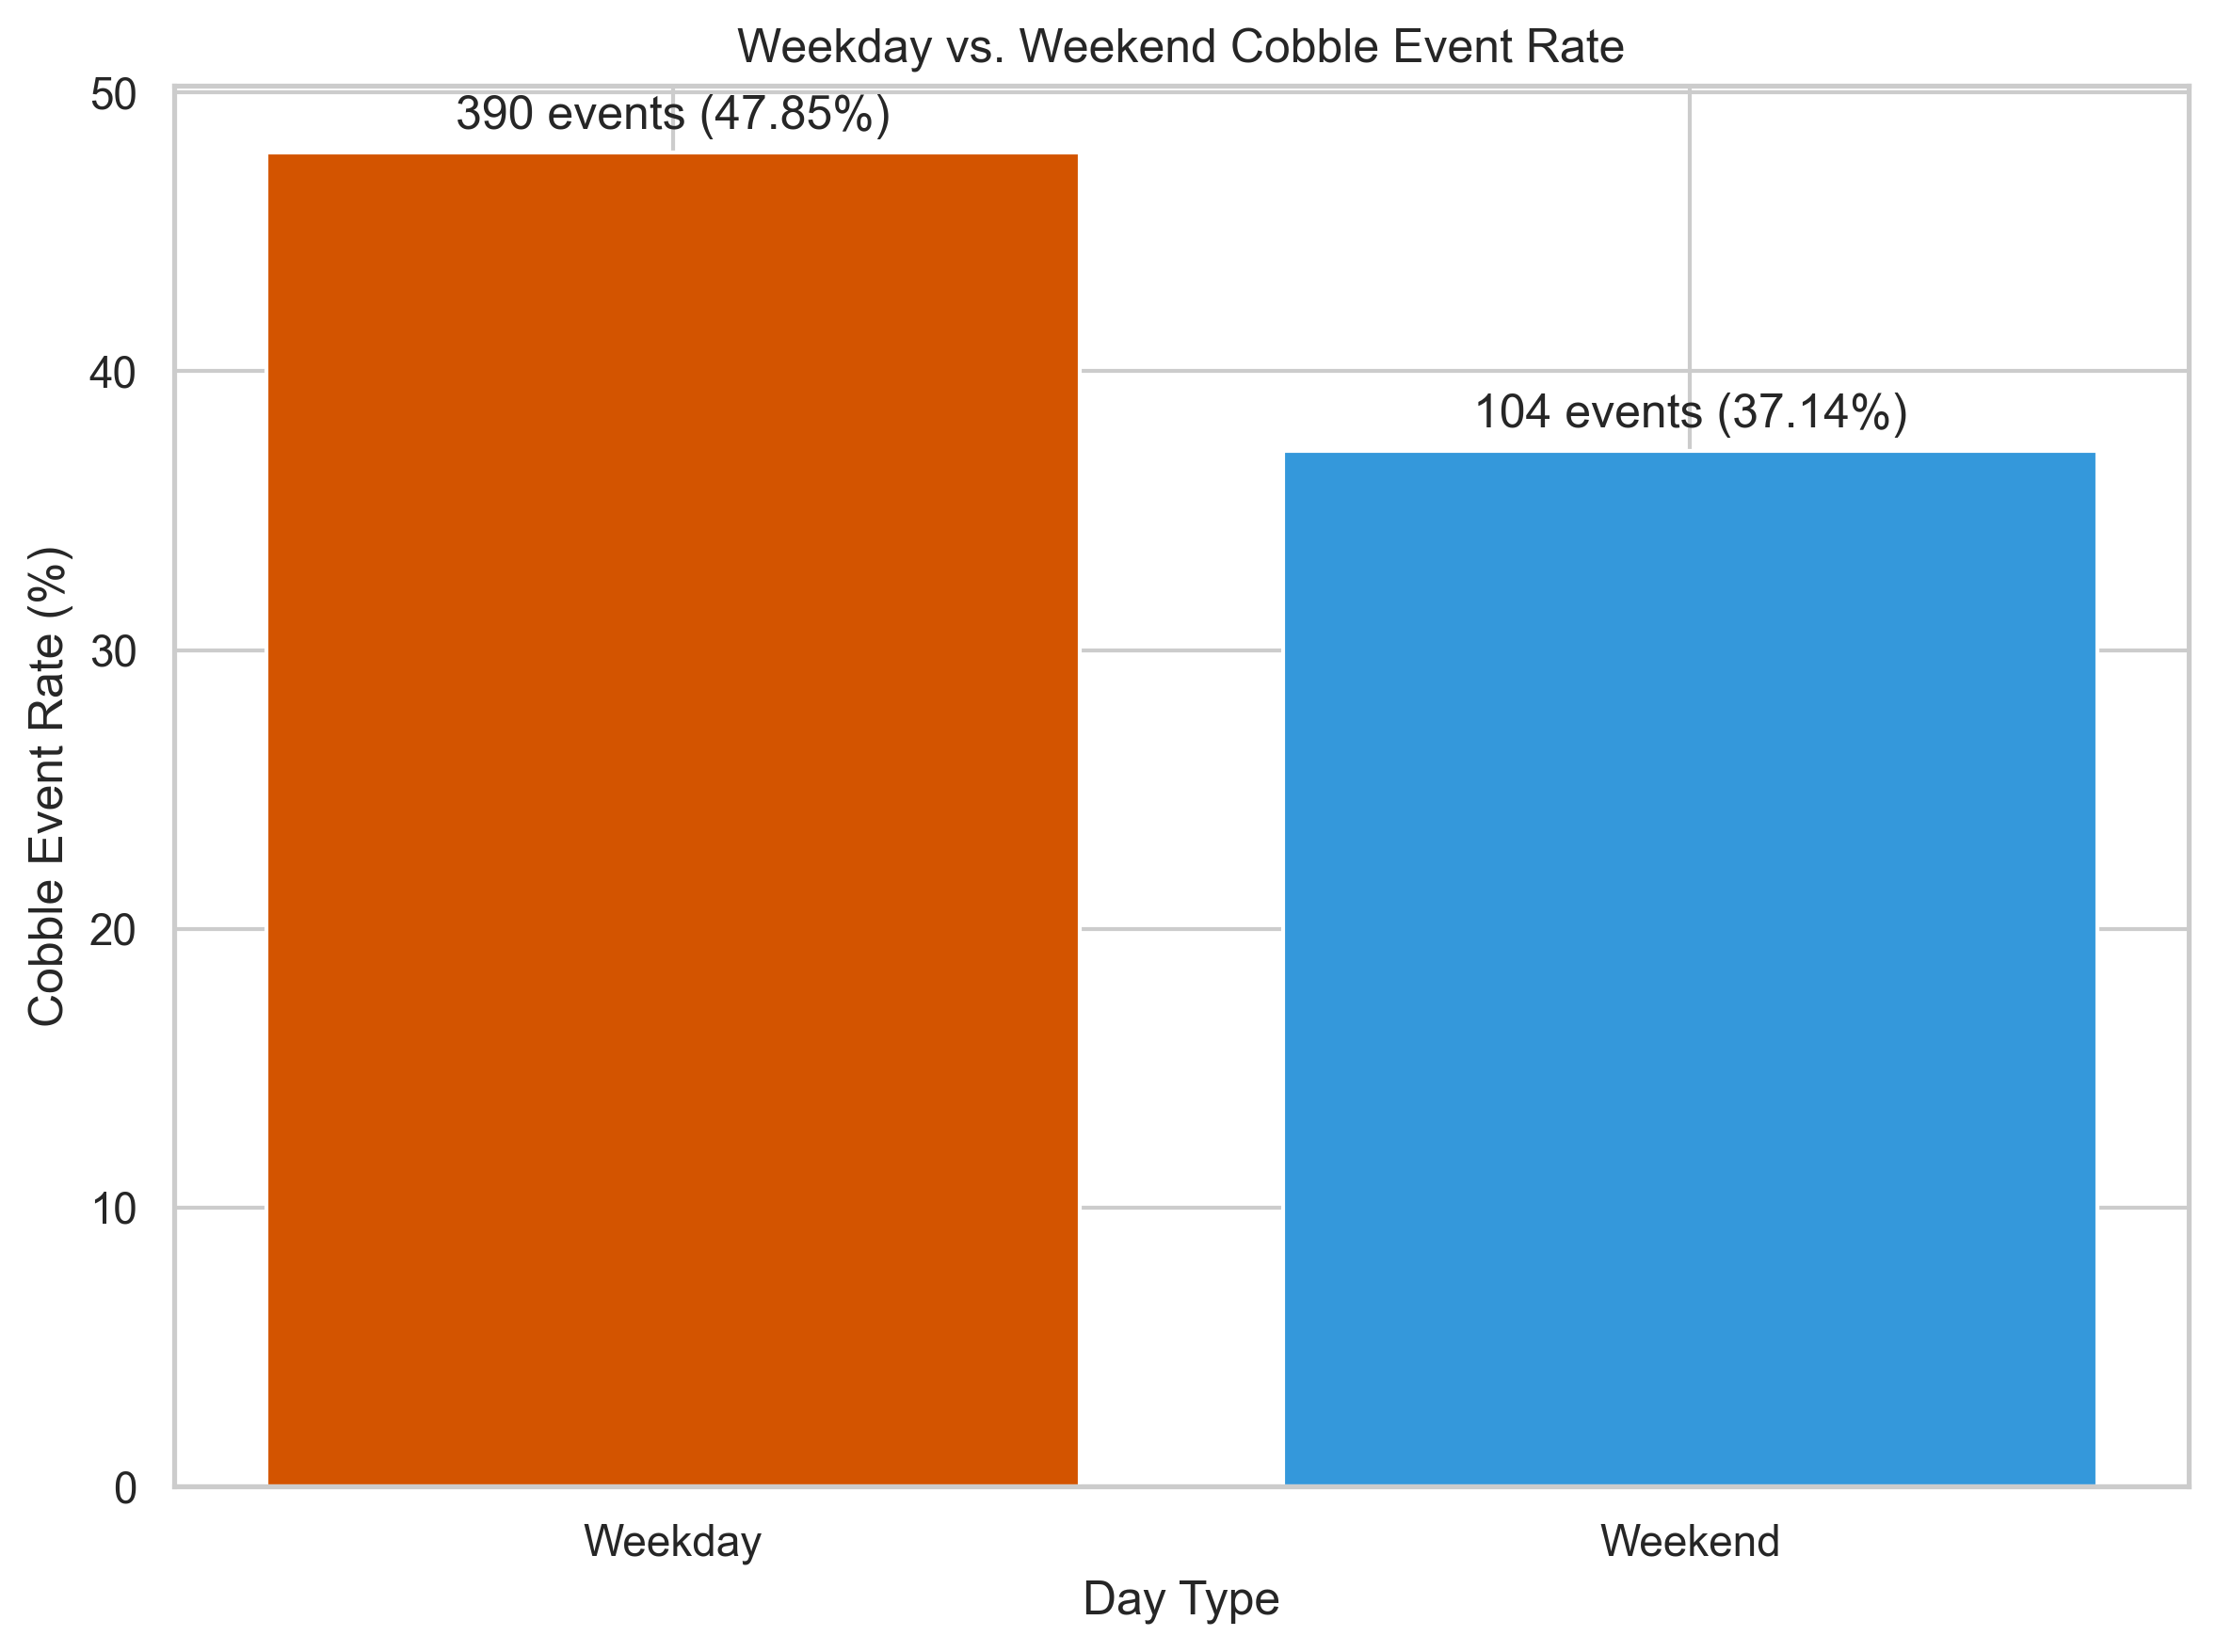 Weekday vs. Weekend Cobble Event Rate
50
390 events (47.85%)
40
104 events (37.14%)
30
20
10
0
Cobble Event Rate (%)
Weekday
Weekend
Day Type